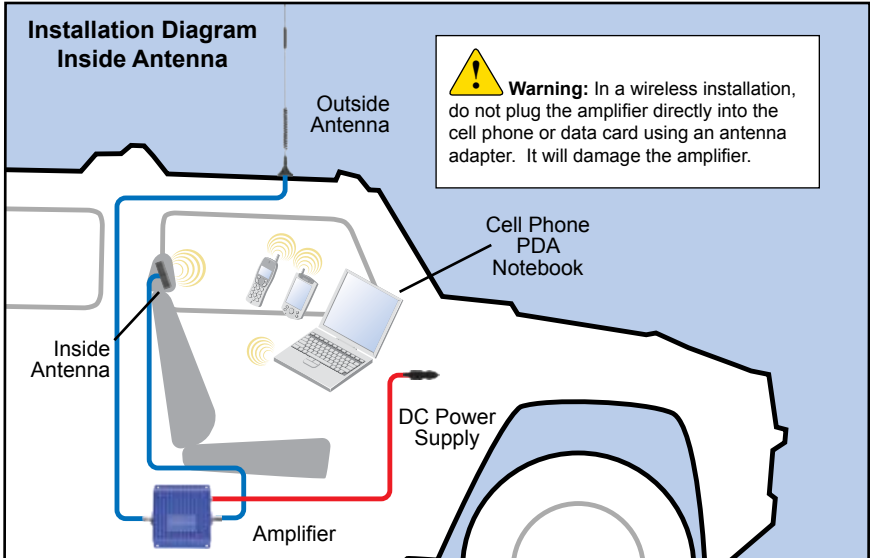 Installation Diagram
Inside Antenna
Outside
Antenna
Warning: In a wireless installation,
do not plug the amplifier directly into the
cell phone or data card using an antenna
adapter.  It will damage the amplifier.
Cell Phone
PDA
Notebook
Inside
Antenna
DC Power
Supply
Amplifier